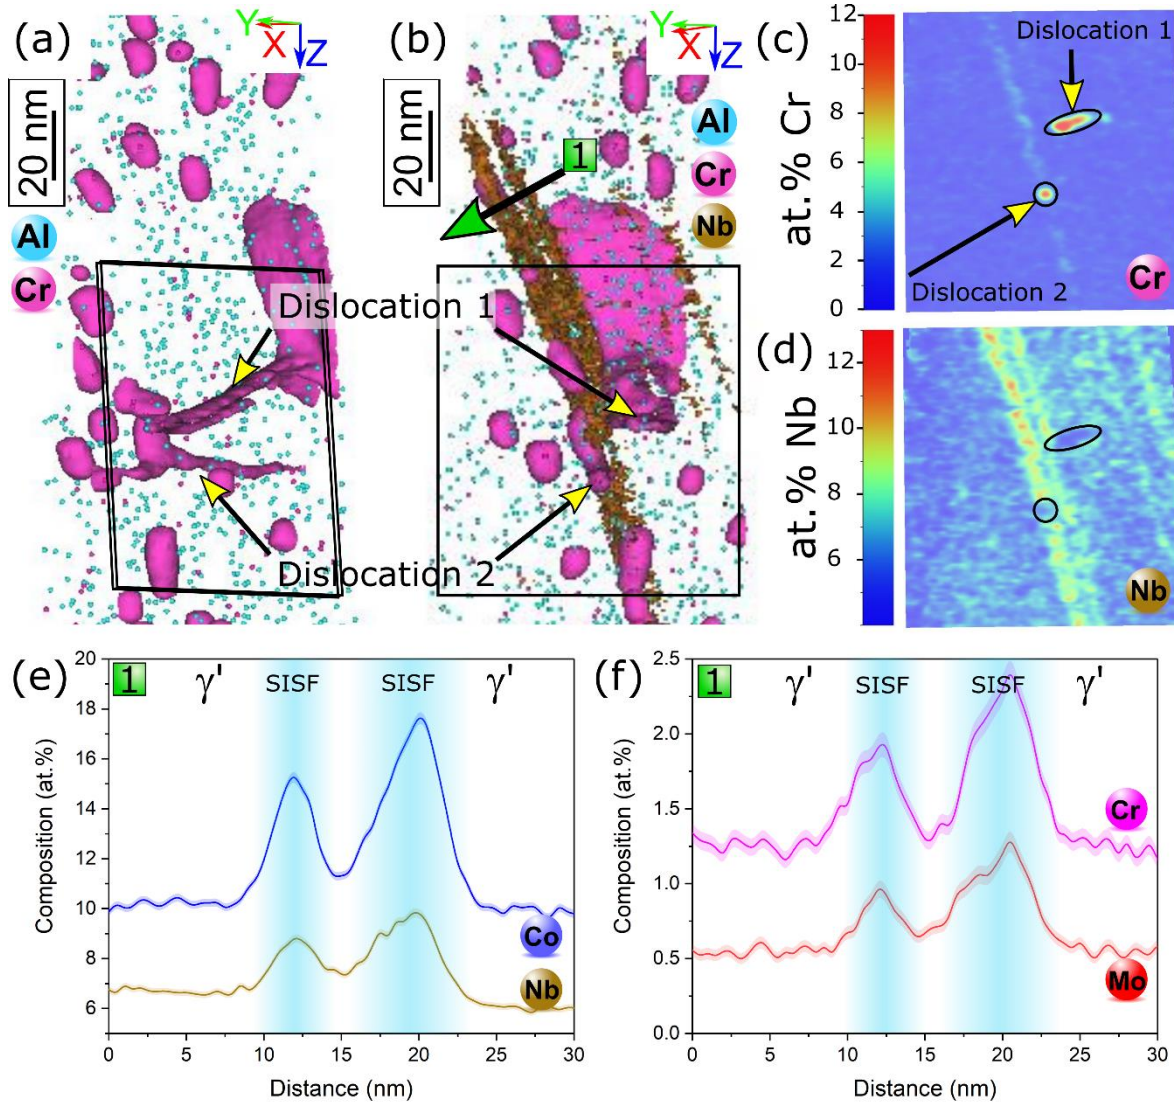 (a)
Y
X
Z
20 nm
Al
Cr
(b)
Y
X
Z
20 nm
1
Al
Cr
Nb
Dislocation 1
Dislocation 2
(c)
at.% Cr
12
10
8
6
4
2
0
Dislocation 1
Dislocation 2
Cr
(d)
at.% Nb
12
10
8
6
Nb
(e)
1
γ' SISF SISF γ'
Composition (at.%)
20
18
16
14
12
10
8
6
Co
Nb
0 5 10 15 20 25 30
Distance (nm)
(f)
1
γ' SISF SISF γ'
Composition (at.%)
2.5
2.0
1.5
1.0
0.5
0.0
Cr
Mo
0 5 10 15 20 25 30
Distance (nm)